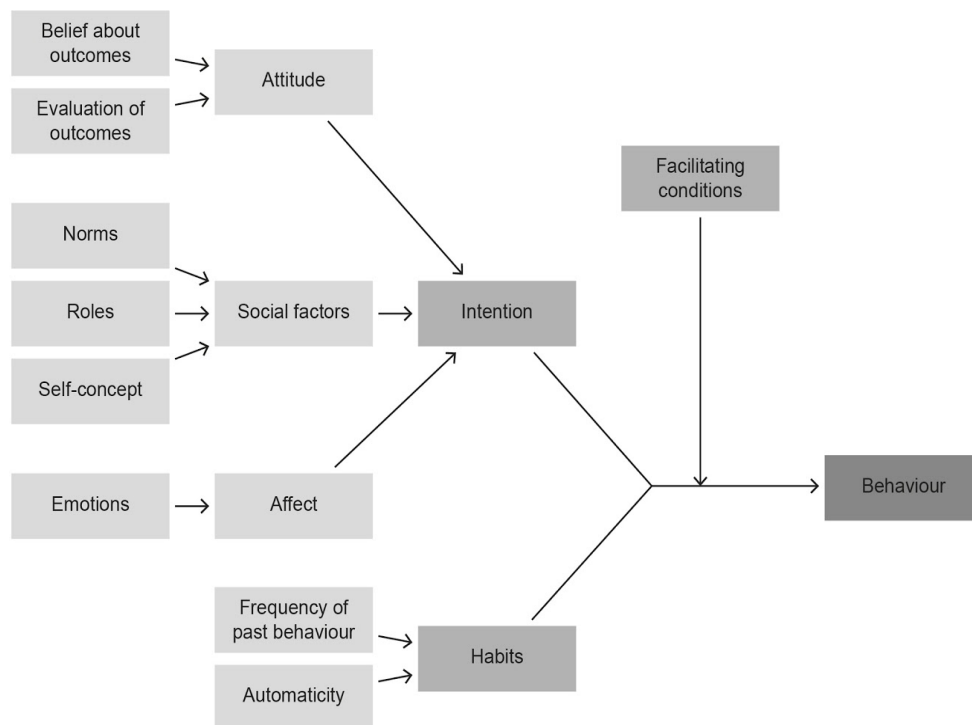 Belief about
outcomes
Evaluation of
outcomes
Attitude
Facilitating
conditions
Norms
Roles
Self-concept
Social factors
Intention
Emotions
Affect
Behaviour
Frequency of
past behaviour
Automaticity
Habits